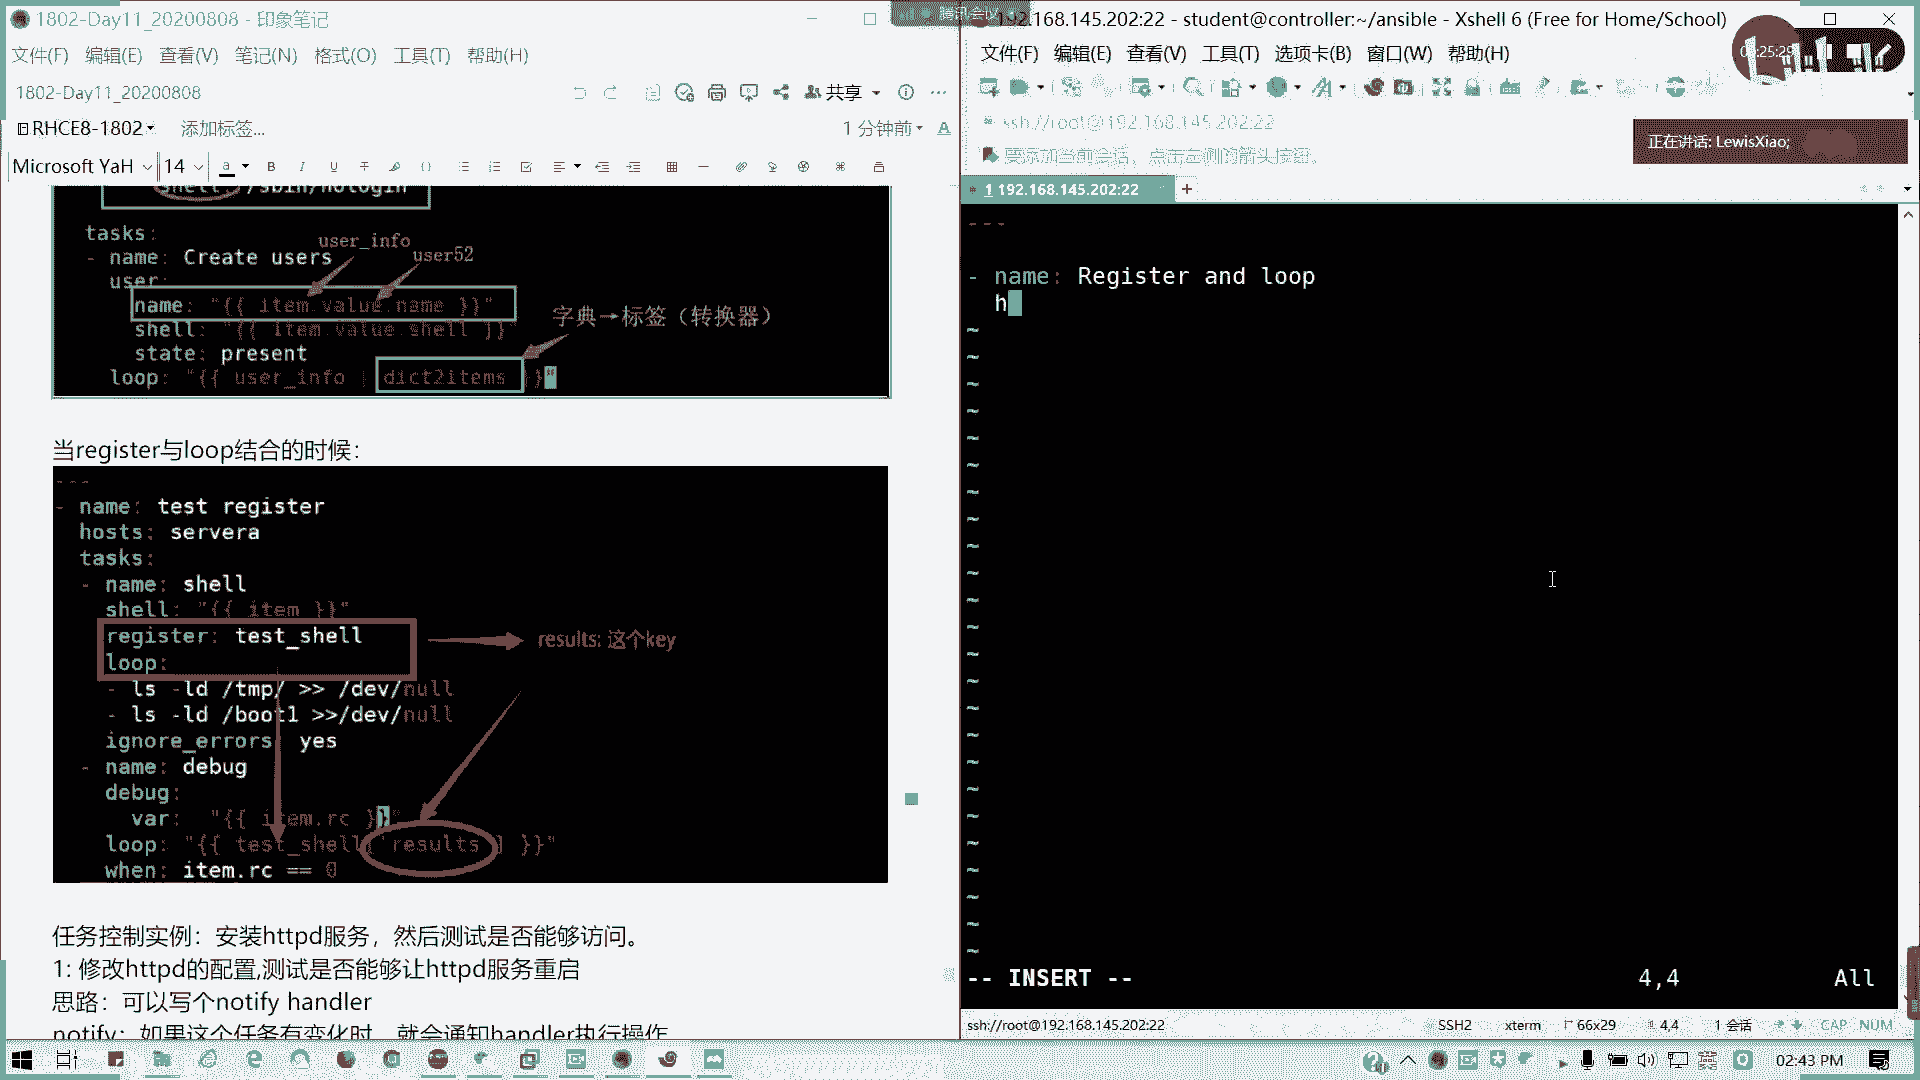 1802-Day11_20200808 - 印象笔记
文件(F) 编辑(E) 查看(V) 笔记(N) 格式(O) 工具(T) 帮助(H)
1802-Day11_20200808
共享
RHCE8-1802 添加标签...
1 分钟前
Microsoft YaH 14
shell: /sbin/nologin
tasks:
- name: Create users
user_info
user52
user:
name: "{{ item.value.name }}"
shell: "{{ item.value.shell }}"
字典→标签（转换器）
state: present
loop: "{{ user_info | dict2items }}"
当register与loop结合的时候：
---
- name: test register
hosts: servera
tasks:
- name: shell
shell: "{{ item }}"
register: test_shell
results: 这个key
loop:
- ls -ld /tmp/ >> /dev/null
- ls -ld /boot1 >>/dev/null
ignore_errors: yes
- name: debug
debug:
var: "{{ item.rc }}"
loop: "{{ test_shell['results'] }}"
when: item.rc == 0
任务控制实例：安装httpd服务，然后测试是否能够访问。
1: 修改httpd的配置,测试是否能够让httpd服务重启
思路：可以写个notify handler
notify：如果这个任务有变化时，就会通知handler执行操作
腾讯会议
192.168.145.202:22 - student@controller:~/ansible - Xshell 6 (Free for Home/School)
文件(F) 编辑(E) 查看(V) 工具(T) 选项卡(B) 窗口(W) 帮助(H)
ssh://root@192.168.145.202:22
要添加当前会话，点击左侧的箭头按钮。
正在讲话: LewisXiao;
1 192.168.145.202:22
---
- name: Register and loop
h
-- INSERT -- 4,4 All
ssh://root@192.168.145.202:22 SSH2 xterm 66x29 4,4 1 会话 CAP NUM
02:43 PM